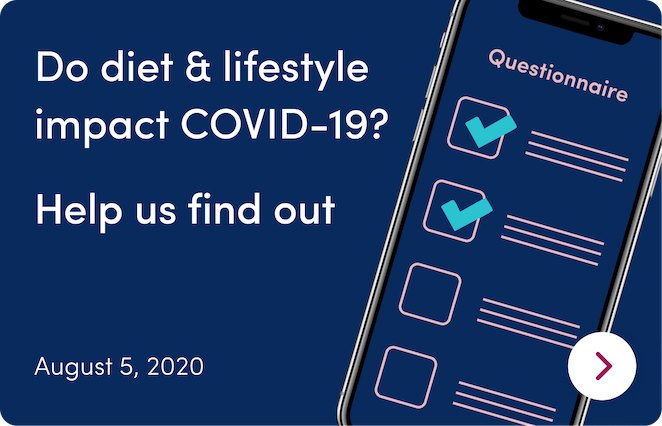 Do diet & lifestyle
impact COVID-19?
Help us find out
August 5, 2020
Questionnaire